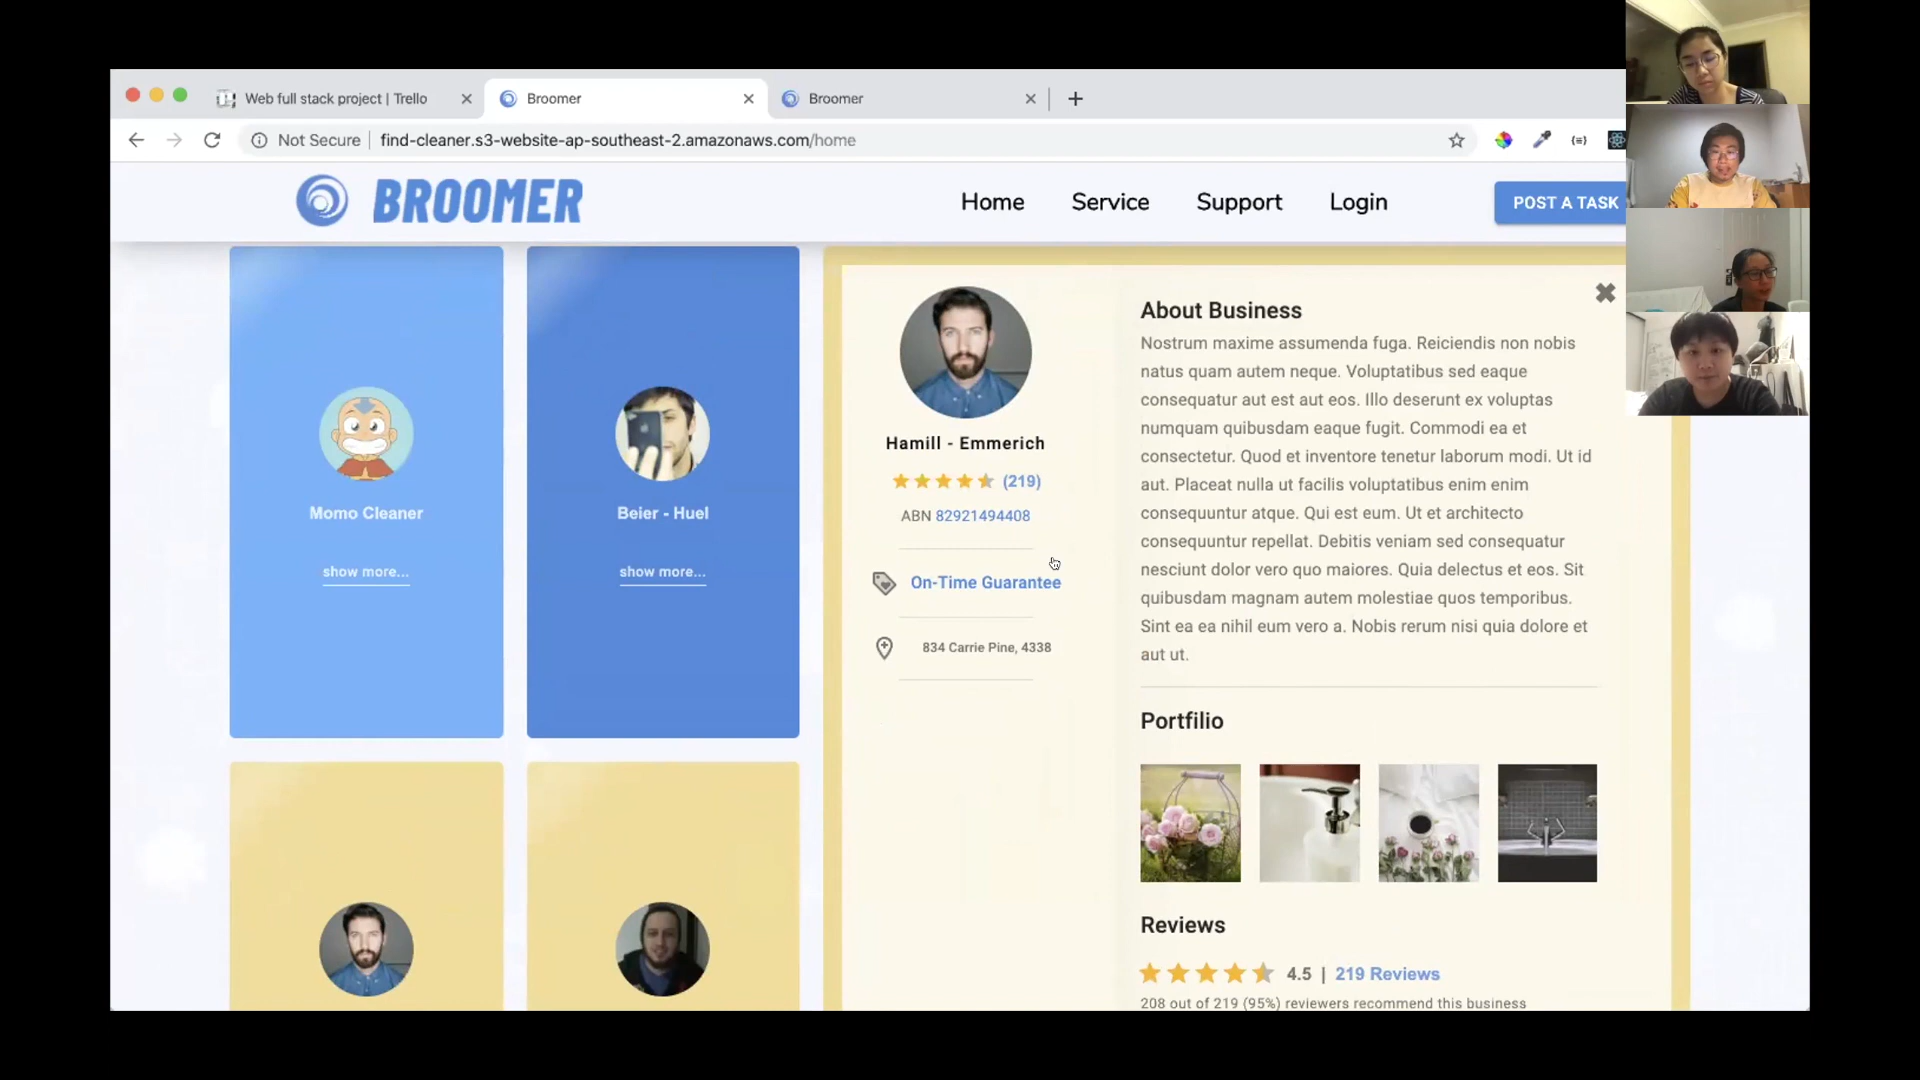 Web full stack project | Trello
Broomer
Broomer
Not Secure
find-cleaner.s3-website-ap-southeast-2.amazonaws.com/home
BROOMER
Home
Service
Support
Login
POST A TASK
Momo Cleaner
show more...
Beier - Huel
show more...
Hamill - Emmerich
(219)
ABN 82921494408
On-Time Guarantee
834 Carrie Pine, 4338
About Business
Nostrum maxime assumenda fuga. Reiciendis non nobis
natus quam autem neque. Voluptatibus sed eaque
consequatur aut est aut eos. Illo deserunt ex voluptas
numquam quibusdam eaque fugit. Commodi ea et
consectetur. Quod et inventore tenetur laborum modi. Ut id
aut. Placeat nulla ut facilis voluptatibus enim enim
consequuntur atque. Qui est eum. Ut et architecto
consequuntur repellat. Debitis veniam sed consequatur
nesciunt dolor vero quo maiores. Quia delectus et eos. Sit
quibusdam magnam autem molestiae quos temporibus.
Sint ea ea nihil eum vero a. Nobis rerum nisi quia dolore et
aut ut.
Portfilio
Reviews
4.5 | 219 Reviews
208 out of 219 (95%) reviewers recommend this business